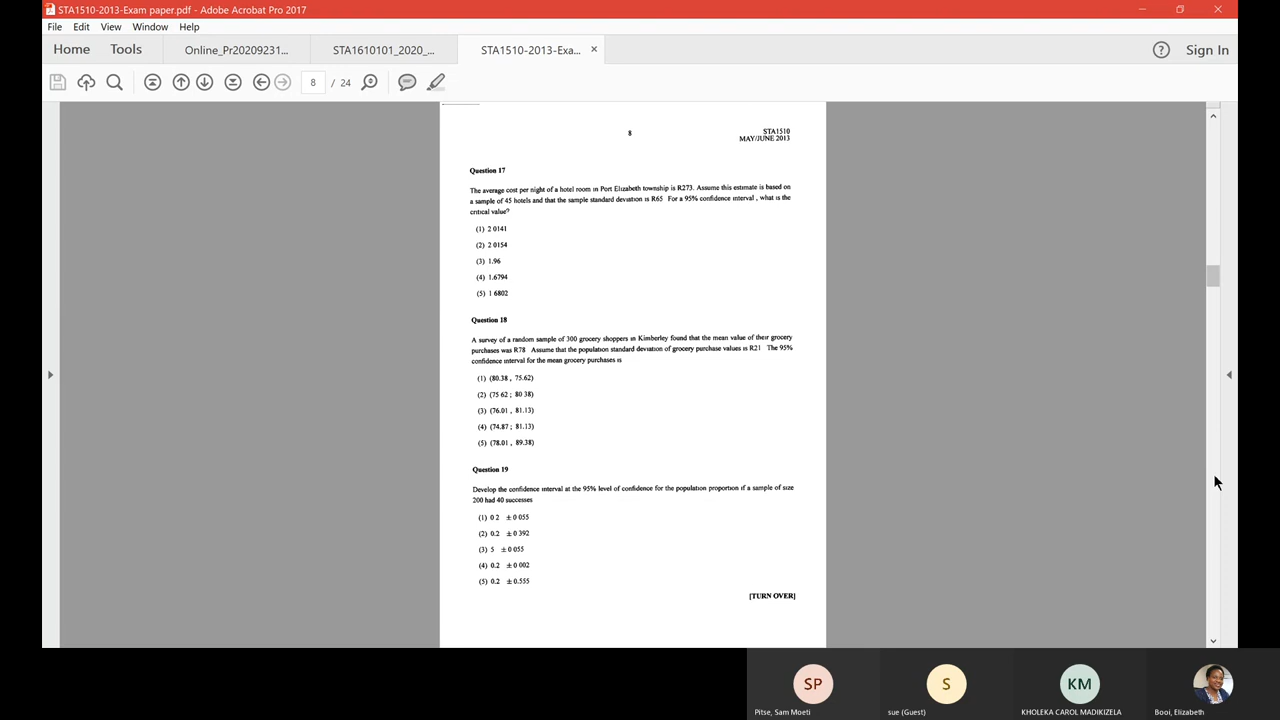 STA1510-2013-Exam paper.pdf - Adobe Acrobat Pro 2017
File Edit View Window Help
Home Tools Online_Pr20209231... STA1610101_2020_... STA1510-2013-Exa... × Sign In
8 / 24
8 STA1510
MAY/JUNE 2013
Question 17
The average cost per night of a hotel room in Port Elizabeth township is R273. Assume this estimate is based on
a sample of 45 hotels and that the sample standard deviation is R65 For a 95% confidence interval , what is the
critical value?
(1) 2 0141
(2) 2 0154
(3) 1.96
(4) 1.6794
(5) 1 6802
Question 18
A survey of a random sample of 300 grocery shoppers in Kimberley found that the mean value of their grocery
purchases was R78 Assume that the population standard deviation of grocery purchase values is R21 The 95%
confidence interval for the mean grocery purchases is
(1) (80.38 , 75.62)
(2) (75 62 ; 80 38)
(3) (76.01 , 81.13)
(4) (74.87 ; 81.13)
(5) (78.01 , 89.38)
Question 19
Develop the confidence interval at the 95% level of confidence for the population proportion if a sample of size
200 had 40 successes
(1) 0 2 ±0 055
(2) 0.2 ±0 392
(3) 5 ±0 055
(4) 0.2 ±0 002
(5) 0.2 ±0.555
[TURN OVER]
SP S KM
Pitse, Sam Moeti sue (Guest) KHOLEKA CAROL MADIKIZELA Booi, Elizabeth